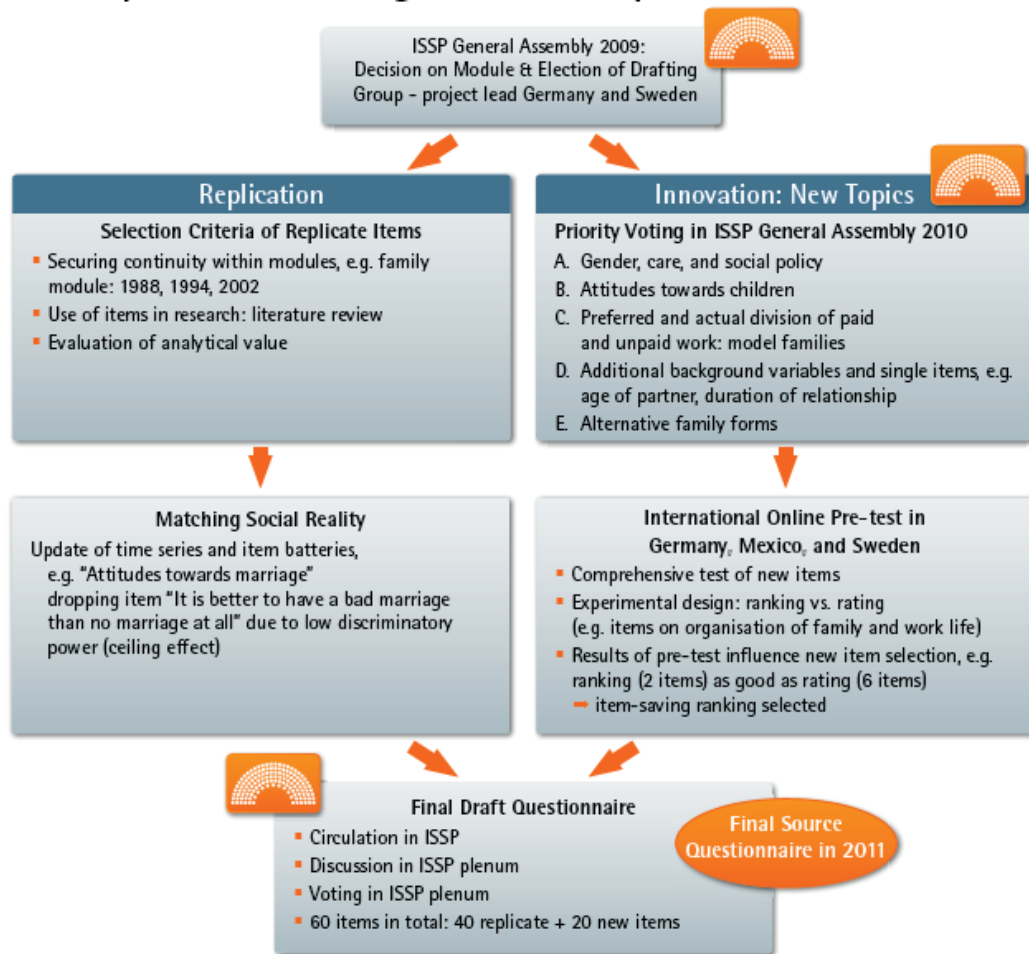 ISSP General Assembly 2009:
Decision on Module & Election of Drafting
Group - project lead Germany and Sweden
Replication
Selection Criteria of Replicate Items
▪ Securing continuity within modules, e.g. family
module: 1988, 1994, 2002
▪ Use of items in research: literature review
▪ Evaluation of analytical value
Innovation: New Topics
Priority Voting in ISSP General Assembly 2010
A. Gender, care, and social policy
B. Attitudes towards children
C. Preferred and actual division of paid
and unpaid work: model families
D. Additional background variables and single items, e.g.
age of partner, duration of relationship
E. Alternative family forms
Matching Social Reality
Update of time series and item batteries,
e.g. “Attitudes towards marriage”
dropping item “It is better to have a bad marriage
than no marriage at all” due to low discriminatory
power (ceiling effect)
International Online Pre-test in
Germany, Mexico, and Sweden
▪ Comprehensive test of new items
▪ Experimental design: ranking vs. rating
(e.g. items on organisation of family and work life)
▪ Results of pre-test influence new item selection, e.g.
ranking (2 items) as good as rating (6 items)
➡ item-saving ranking selected
Final Draft Questionnaire
▪ Circulation in ISSP
▪ Discussion in ISSP plenum
▪ Voting in ISSP plenum
▪ 60 items in total: 40 replicate + 20 new items
Final Source
Questionnaire in 2011